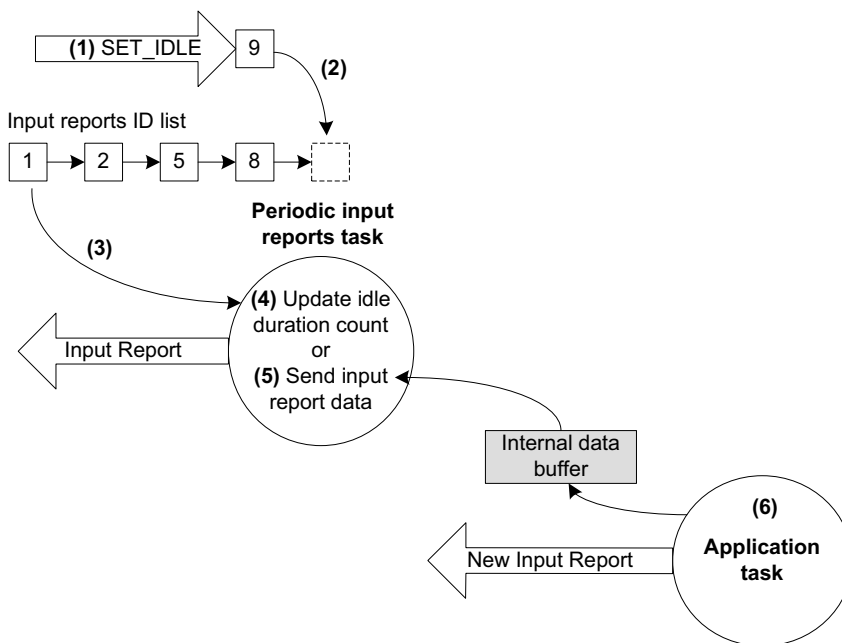 (1) SET_IDLE
9
(2)
Input reports ID list
1
2
5
8
Periodic input
reports task
(3)
(4) Update idle
duration count
or
(5) Send input
report data
Input Report
Internal data
buffer
(6)
Application
task
New Input Report